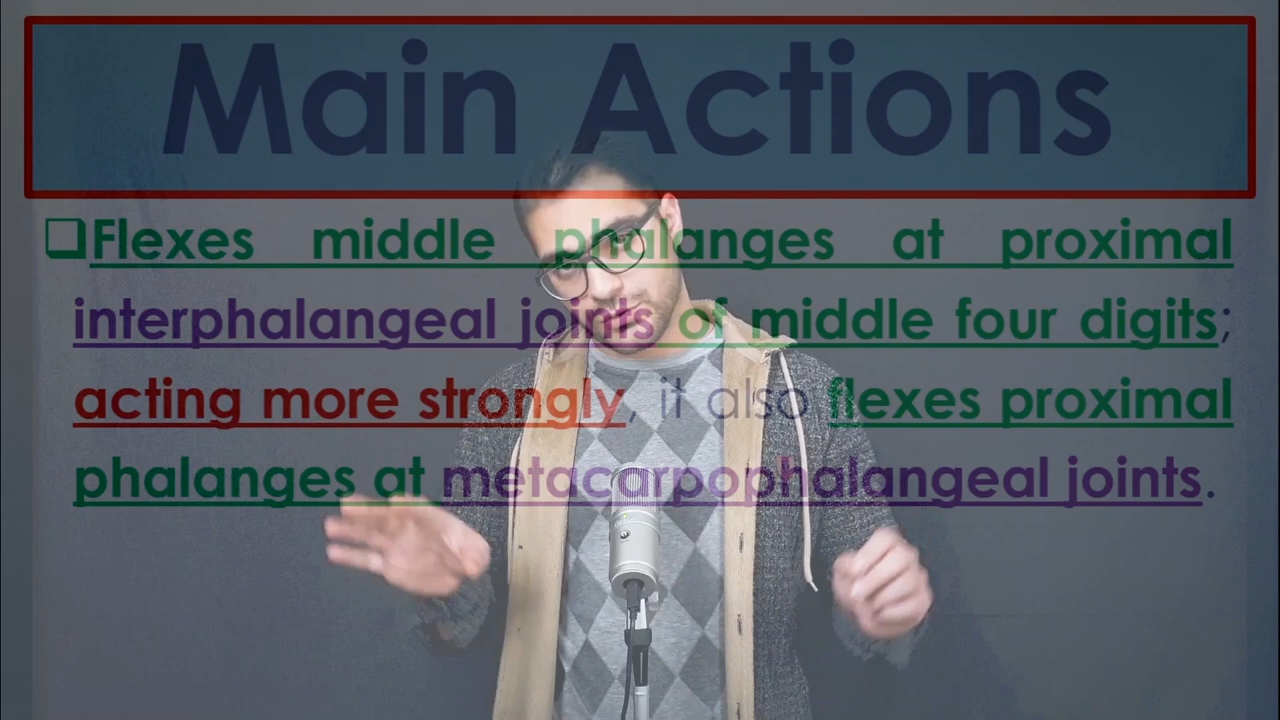 Main Actions
❑Flexes middle phalanges at proximal
interphalangeal joints of middle four digits;
acting more strongly, it also flexes proximal
phalanges at metacarpophalangeal joints.